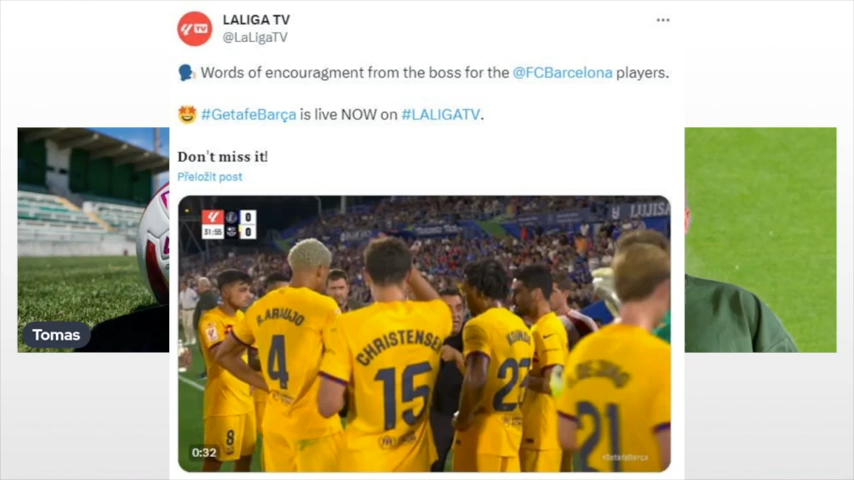 LALIGA TV
@LaLigaTV
Words of encouragment from the boss for the @FCBarcelona players.
#GetafeBarça is live NOW on #LALIGATV.
Don't miss it!
Přeložit post
TV
0
31:55
0
R. ARAUJO
4
CHRISTENSEN
15
23
8
21
0:32
#GetafeBarça
Tomas